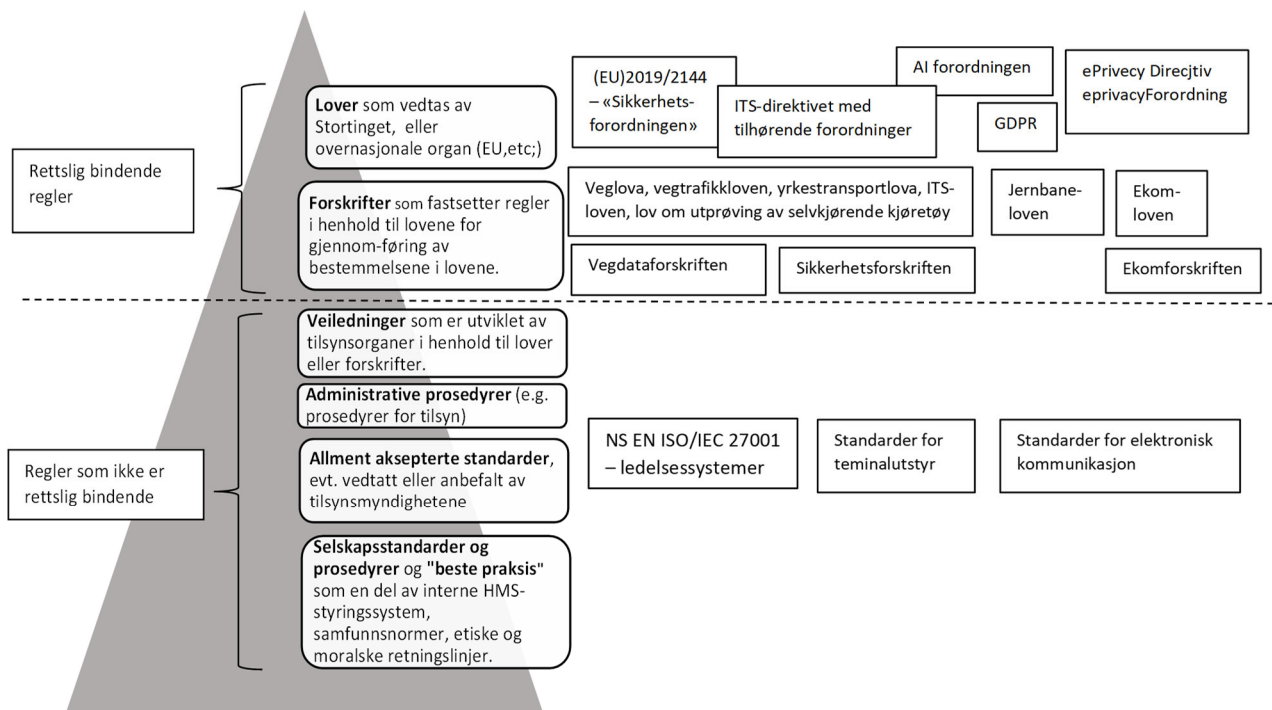 Rettslig bindende
regler
Lover som vedtas av
Stortinget, eller
overnasjonale organ (EU,etc;)
Forskrifter som fastsetter regler
i henhold til lovene for
gjennom-føring av
bestemmelsene i lovene.
(EU)2019/2144
– «Sikkerhets-
forordningen»
ITS-direktivet med
tilhørende forordninger
AI forordningen
GDPR
ePrivecy Direcjtiv
eprivacyForordning
Veglova, vegtrafikkloven, yrkestransportlova, ITS-
loven, lov om utprøving av selvkjørende kjøretøy
Jernbane-
loven
Ekom-
loven
Vegdataforskriften
Sikkerhetsforskriften
Ekomforskriften
Regler som ikke er
rettslig bindende
Veiledninger som er utviklet av
tilsynsorganer i henhold til lover
eller forskrifter.
Administrative prosedyrer (e.g.
prosedyrer for tilsyn)
Allment aksepterte standarder,
evt. vedtatt eller anbefalt av
tilsynsmyndighetene
Selskapsstandarder og
prosedyrer og "beste praksis"
som en del av interne HMS-
styringssystem,
samfunnsnormer, etiske og
moralske retningslinjer.
NS EN ISO/IEC 27001
– ledelsessystemer
Standarder for
teminalutstyr
Standarder for elektronisk
kommunikasjon